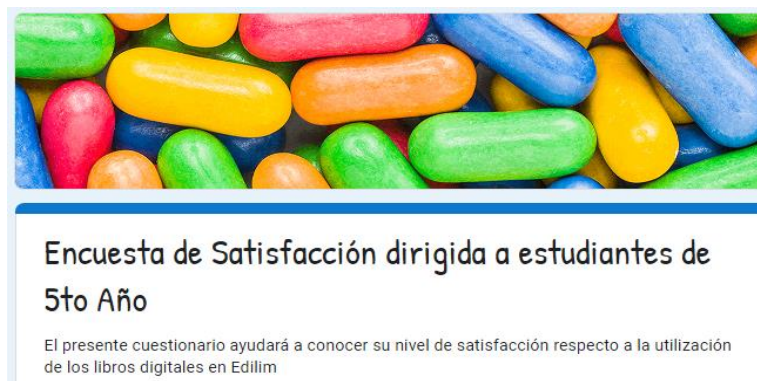 Encuesta de Satisfacción dirigida a estudiantes de
5to Año
El presente cuestionario ayudará a conocer su nivel de satisfacción respecto a la utilización
de los libros digitales en Edilim